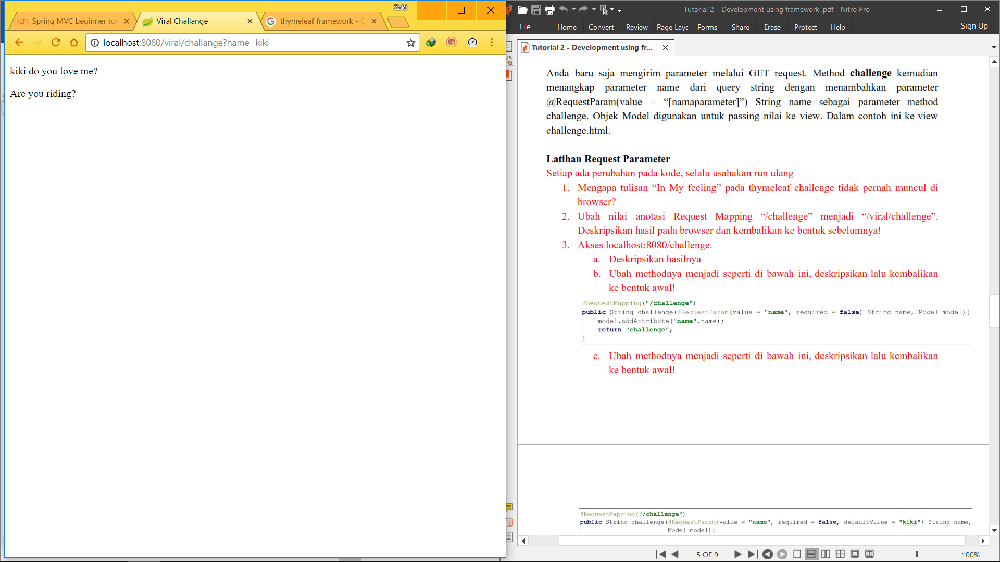 Zaki
Spring MVC beginner tut
Viral Challange
thymeleaf framework - G
localhost:8080/viral/challange?name=kiki
kiki do you love me?
Are you riding?
Tutorial 2 - Development using framework .pdf - Nitro Pro
File
Home
Convert
Review
Page Layc
Forms
Share
Erase
Protect
Help
Sign Up
Tutorial 2 - Development using fr...
Anda baru saja mengirim parameter melalui GET request. Method challenge kemudian
menangkap parameter name dari query string dengan menambahkan parameter
@RequestParam(value = “[namaparameter]”) String name sebagai parameter method
challenge. Objek Model digunakan untuk passing nilai ke view. Dalam contoh ini ke view
challenge.html.
Latihan Request Parameter
Setiap ada perubahan pada kode, selalu usahakan run ulang
1. Mengapa tulisan “In My feeling” pada thymeleaf challenge tidak pernah muncul di
browser?
2. Ubah nilai anotasi Request Mapping “/challenge” menjadi “/viral/challenge”.
Deskripsikan hasil pada browser dan kembalikan ke bentuk sebelumnya!
3. Akses localhost:8080/challenge.
a. Deskripsikan hasilnya
b. Ubah methodnya menjadi seperti di bawah ini, deskripsikan lalu kembalikan
ke bentuk awal!
@RequestMapping("/challenge")
public String challenge(@RequestParam(value = "name", required = false) String name, Model model){
model.addAttribute("name",name);
return "challenge";
}
c. Ubah methodnya menjadi seperti di bawah ini, deskripsikan lalu kembalikan
ke bentuk awal!
@RequestMapping("/challenge")
public String challenge(@RequestParam(value = "name", required = false, defaultValue = "kiki") String name,
Model model){
5 OF 9
100%